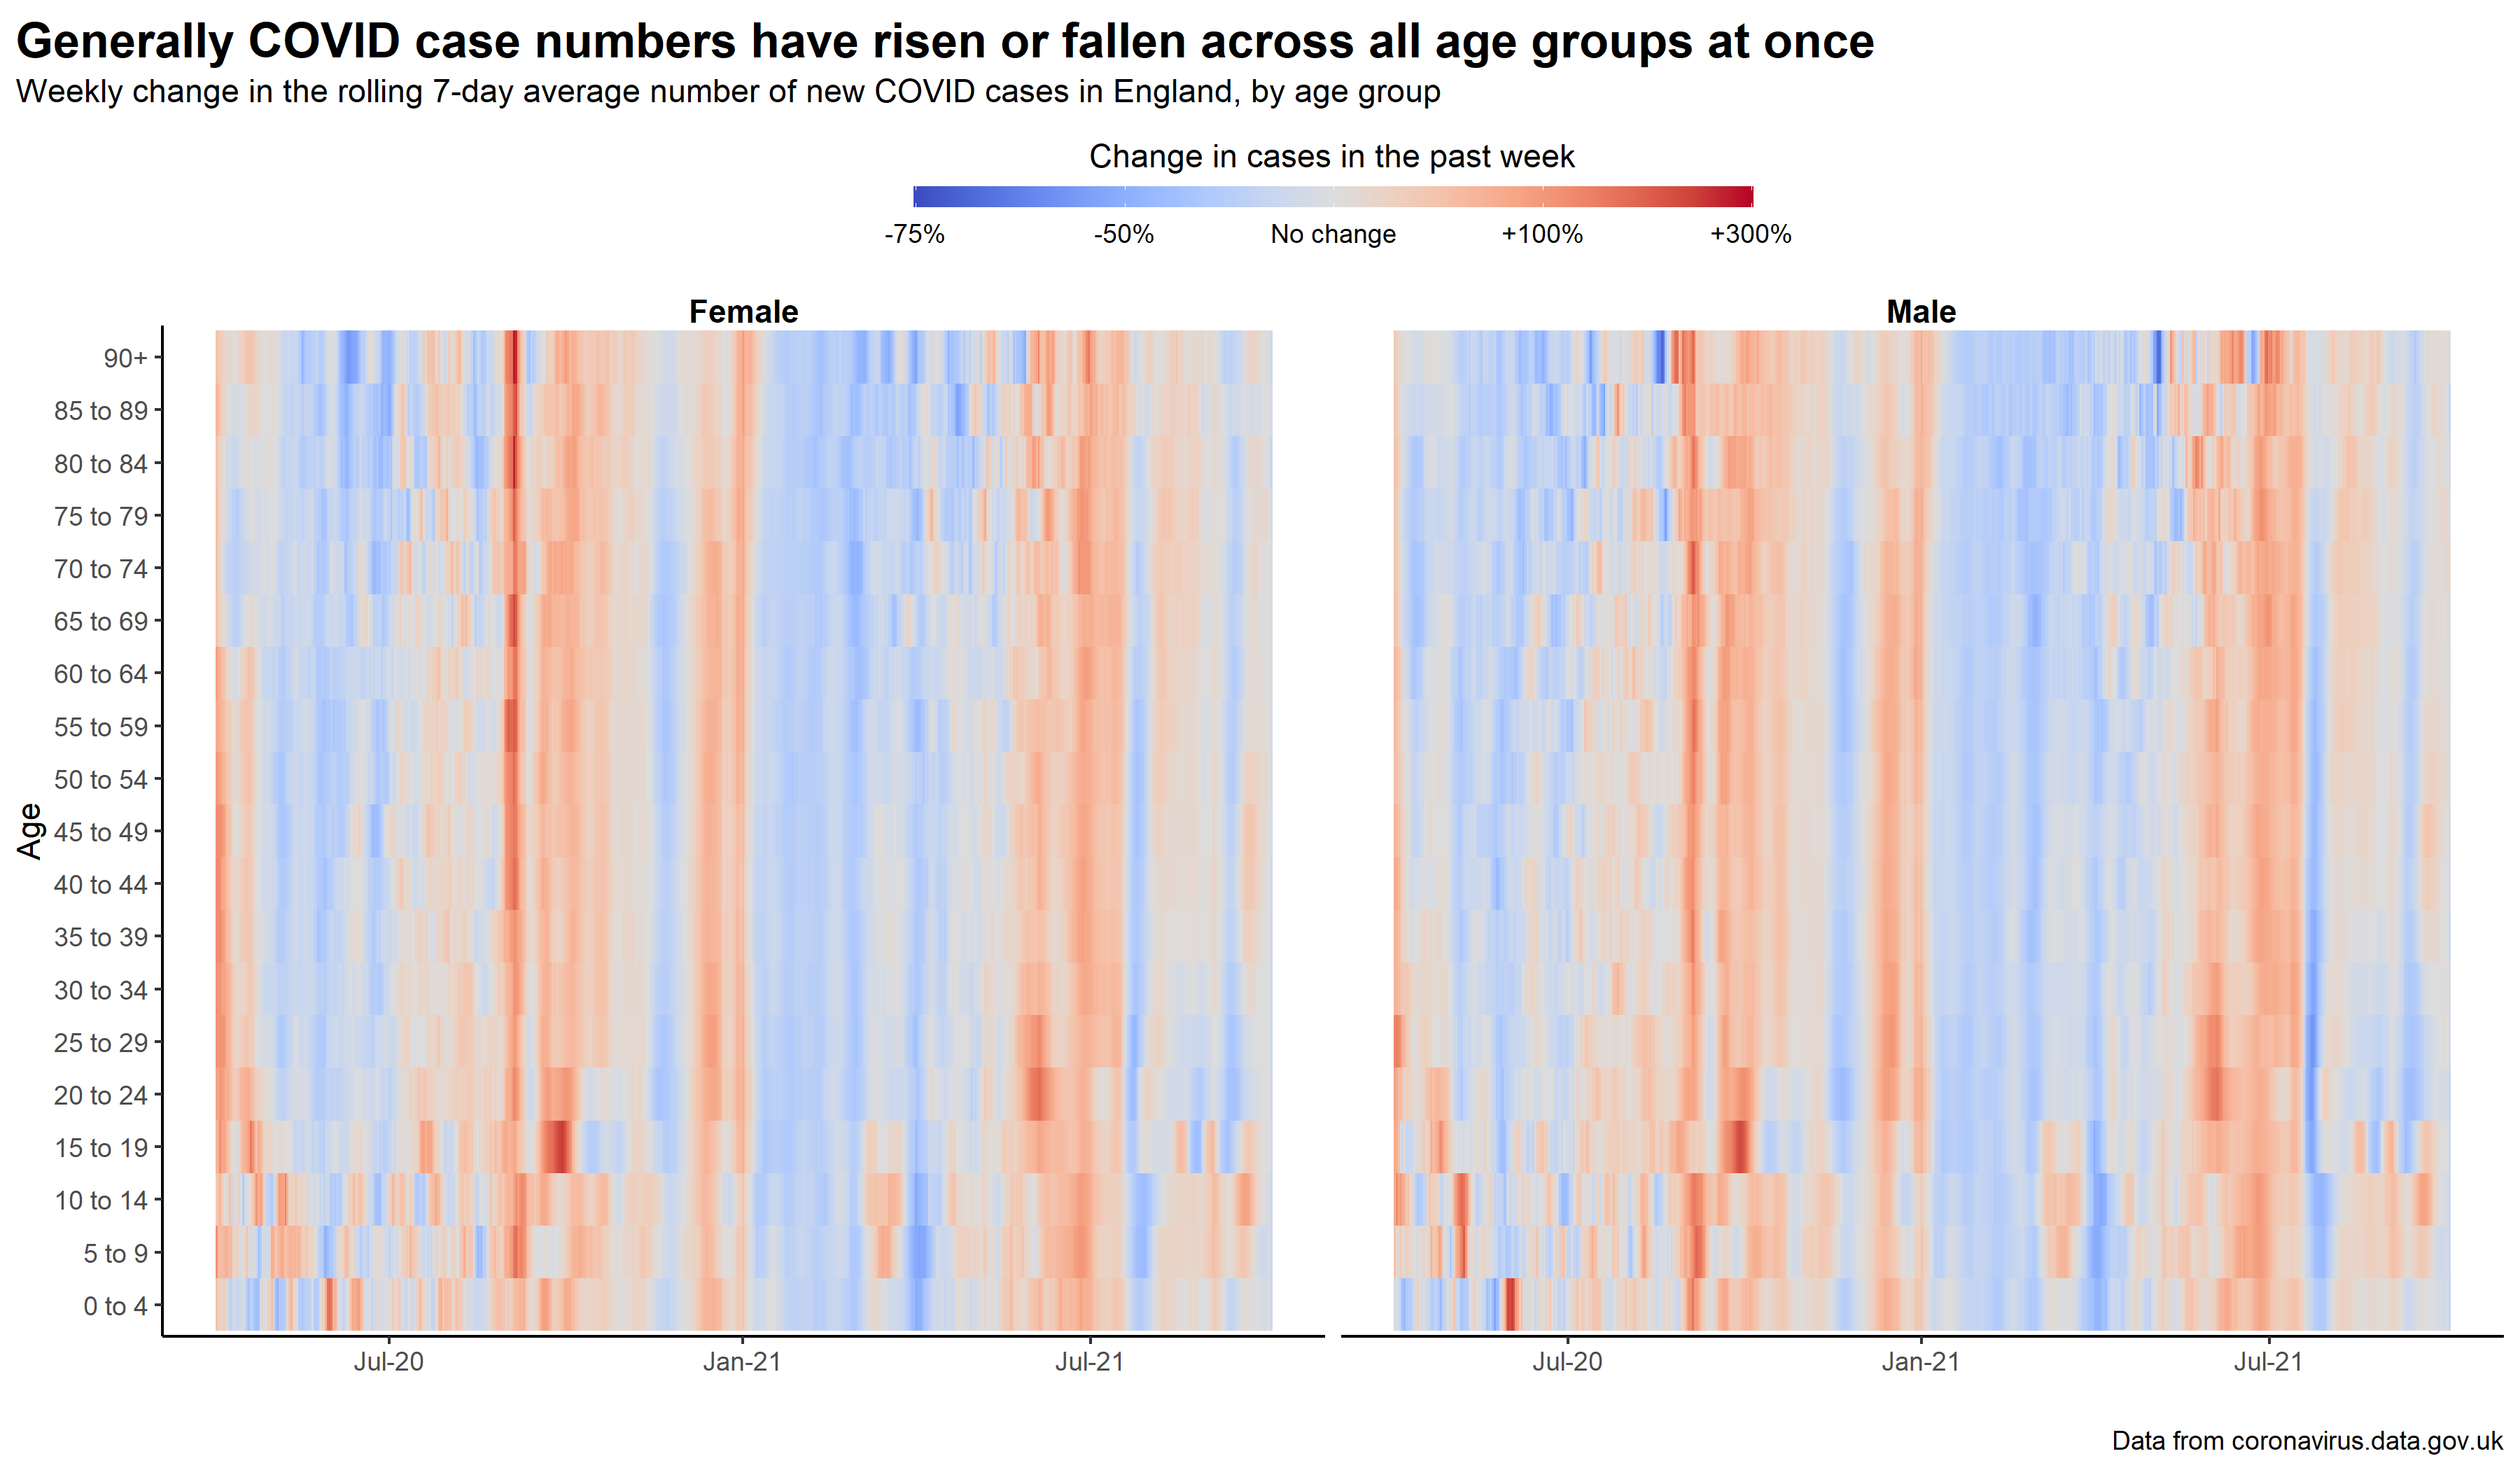 Generally COVID case numbers have risen or fallen across all age groups at once
Weekly change in the rolling 7-day average number of new COVID cases in England, by age group
Change in cases in the past week
-75% -50% No change +100% +300%
Female Male
Age
90+
85 to 89
80 to 84
75 to 79
70 to 74
65 to 69
60 to 64
55 to 59
50 to 54
45 to 49
40 to 44
35 to 39
30 to 34
25 to 29
20 to 24
15 to 19
10 to 14
5 to 9
0 to 4
Jul-20 Jan-21 Jul-21 Jul-20 Jan-21 Jul-21
Data from coronavirus.data.gov.uk